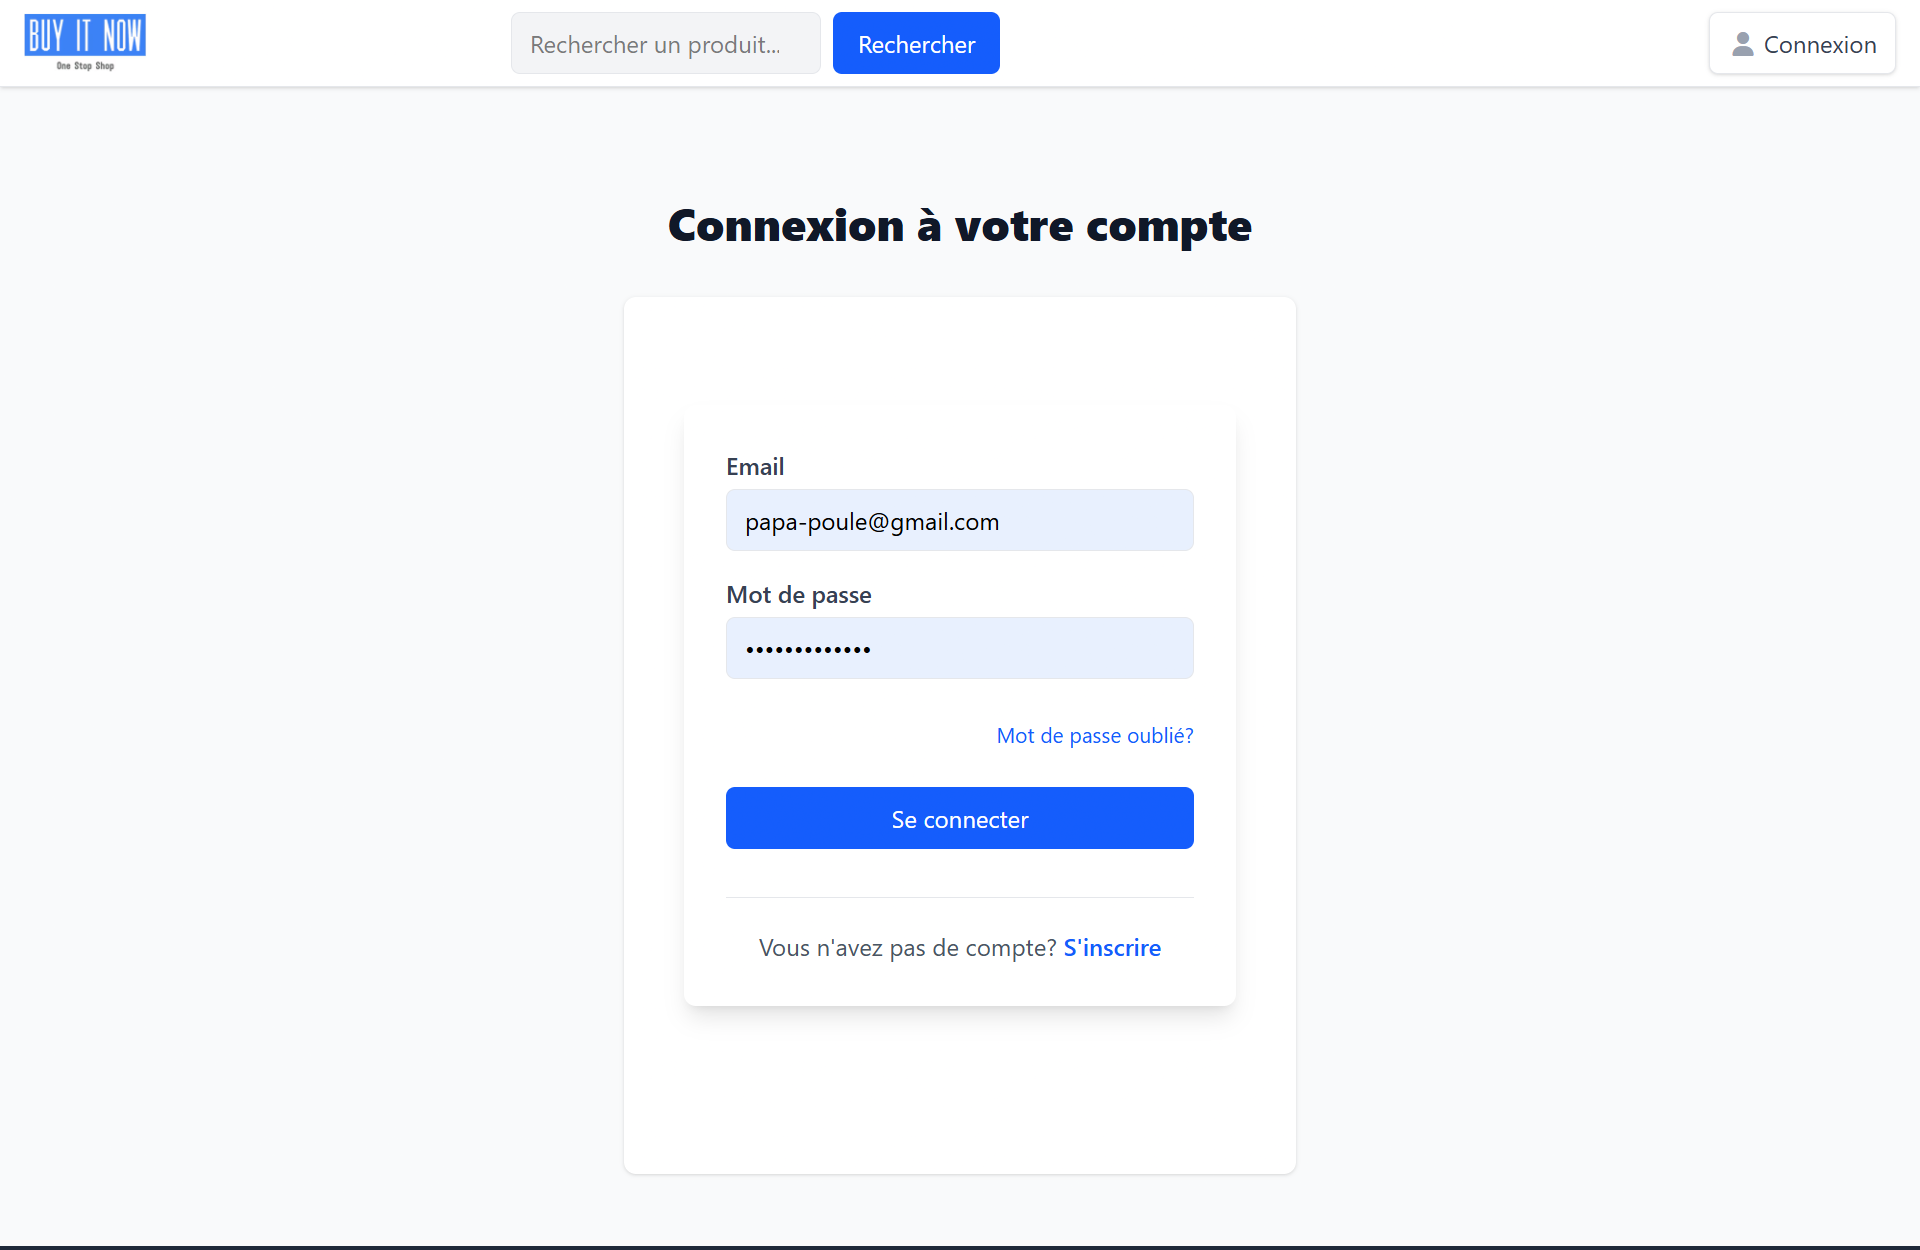 BUY IT NOW
One Stop Shop
Rechercher un produit...
Rechercher
Connexion
Connexion à votre compte
Email
papa-poule@gmail.com
Mot de passe
•••••••••••••
Mot de passe oublié?
Se connecter
Vous n'avez pas de compte? S'inscrire